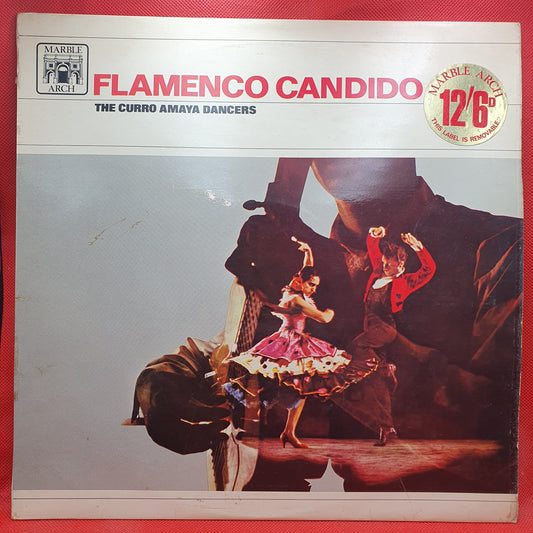 MARBLE
ARCH
FLAMENCO CANDIDO
THE CURRO AMAYA DANCERS
MARBLE ARCH
12/6D
THIS LABEL IS REMOVABLE